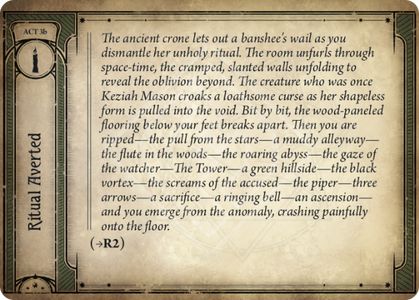 ACT 3b
Ritual Averted
The ancient crone lets out a banshee's wail as you
dismantle her unholy ritual. The room unfurls through
space-time, the cramped, slanted walls unfolding to
reveal the oblivion beyond. The creature who was once
Keziah Mason croaks a loathsome curse as her shapeless
form is pulled into the void. Bit by bit, the wood-paneled
flooring below your feet breaks apart. Then you are
ripped—the pull from the stars—a muddy alleyway—
the flute in the woods—the roaring abyss—the gaze of
the watcher—The Tower—a green hillside—the black
vortex—the screams of the accused—the piper—three
arrows—a sacrifice—a ringing bell—an ascension—
and you emerge from the anomaly, crashing painfully
onto the floor.
(→R2)